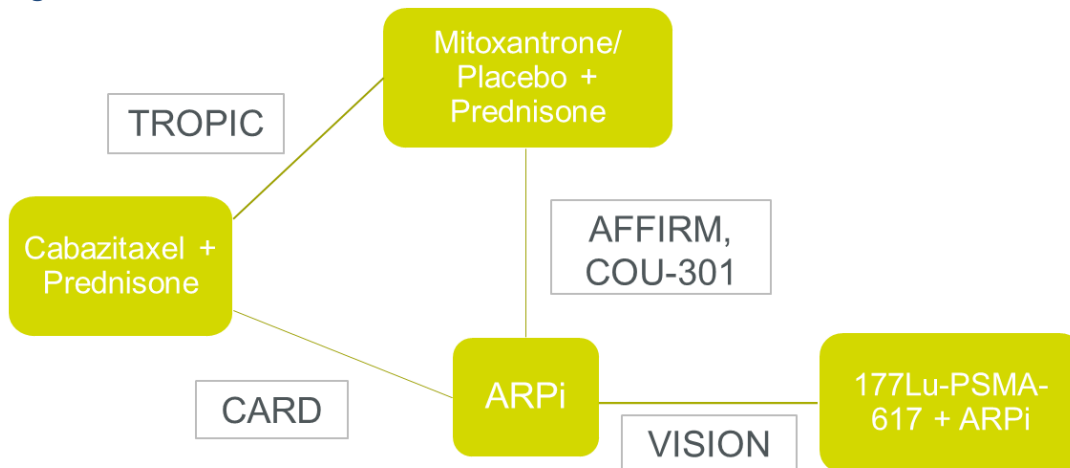 Mitoxantrone/
Placebo +
Prednisone
TROPIC
Cabazitaxel +
Prednisone
AFFIRM,
COU-301
ARPi
177Lu-PSMA-
617 + ARPi
CARD
VISION